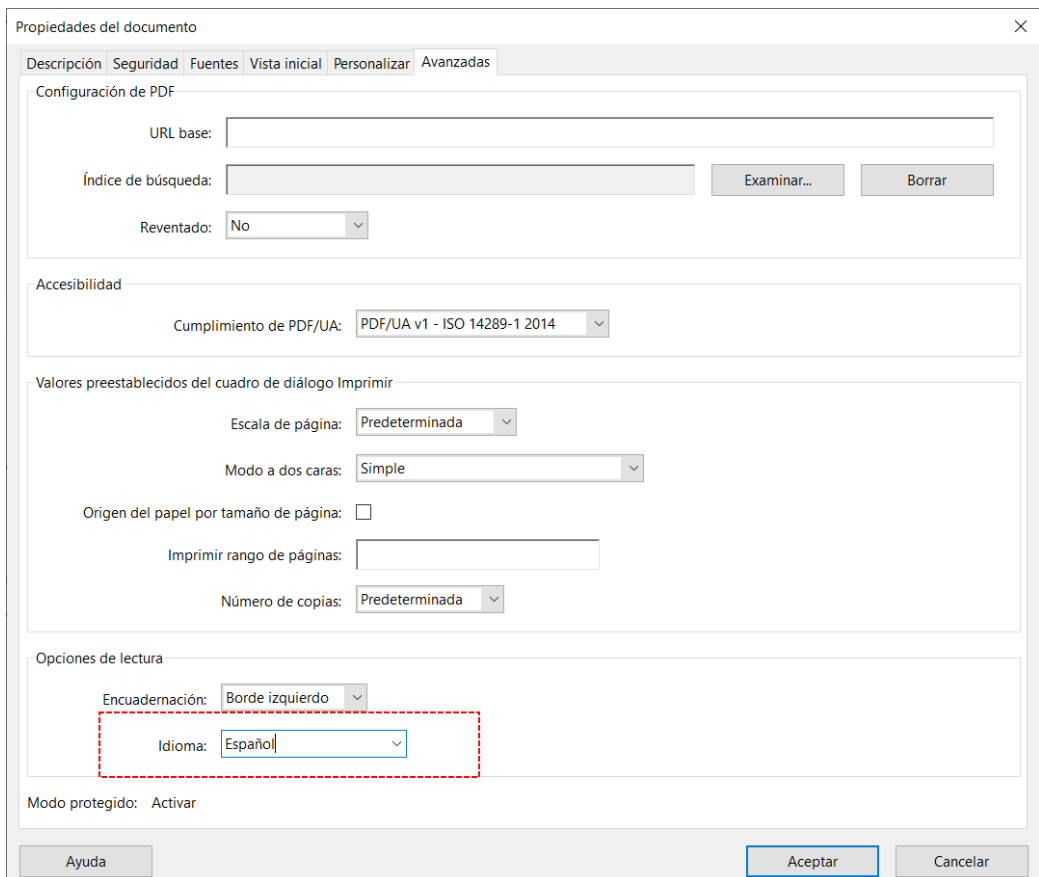 Propiedades del documento
Descripción Seguridad Fuentes Vista inicial Personalizar Avanzadas
Configuración de PDF
URL base:
Índice de búsqueda: Examinar... Borrar
Reventado: No
Accesibilidad
Cumplimiento de PDF/UA: PDF/UA v1 - ISO 14289-1 2014
Valores preestablecidos del cuadro de diálogo Imprimir
Escala de página: Predeterminada
Modo a dos caras: Simple
Origen del papel por tamaño de página:
Imprimir rango de páginas:
Número de copias: Predeterminada
Opciones de lectura
Encuadernación: Borde izquierdo
Idioma: Español
Modo protegido: Activar
Ayuda Aceptar Cancelar